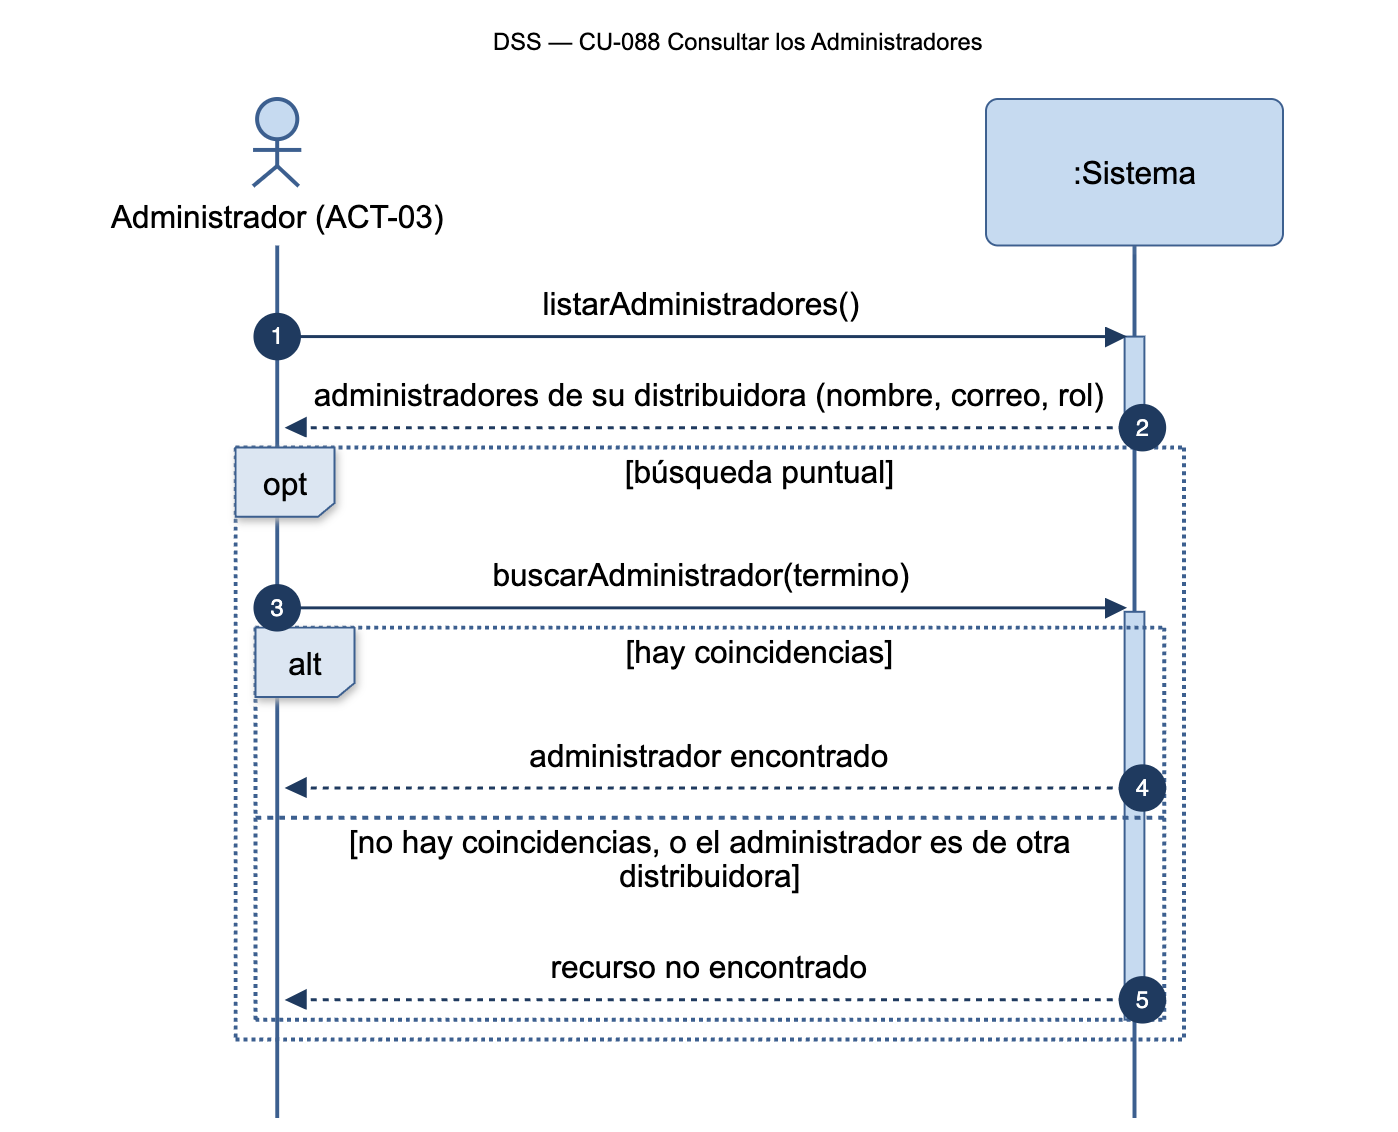 DSS — CU-088 Consultar los Administradores
Administrador (ACT-03)
:Sistema
listarAdministradores()
1
administradores de su distribuidora (nombre, correo, rol)
2
opt
[búsqueda puntual]
buscarAdministrador(termino)
3
alt
[hay coincidencias]
administrador encontrado
4
[no hay coincidencias, o el administrador es de otra
distribuidora]
recurso no encontrado
5